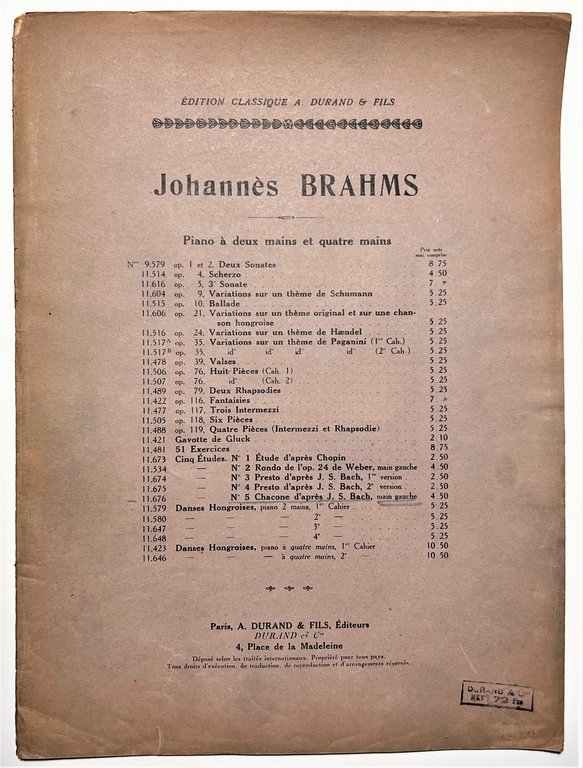 ÉDITION CLASSIQUE A. DURAND & FILS
Johannès BRAHMS
Piano à deux mains et quatre mains
Prix nets
maj. comprise
Nos 9.579 op. 1 et 2, Deux Sonates 8.75
11.514 op. 4, Scherzo 4 50
11.616 op. 5, 3e Sonate 7 »
11.604 op. 9, Variations sur un thème de Schumann 5 25
11.515 op. 10, Ballade 5.25
11.606 op. 21, Variations sur un thème original et sur une chan-
son hongroise 5 25
11.516 op. 24, Variations sur un thème de Hændel 5.25
11.517A op. 35, Variations sur un thème de Paganini (1er Cah.) 5 25
11.517B op. 35, id' id' id' id' (2e Cah.) 5 25
11.478 op. 39, Valses 5.25
11.506 op. 76, Huit Pièces (Cah. 1) 5 25
11.507 op. 76, id' (Cah. 2) 5 25
11.489 op. 79, Deux Rhapsodies 5 25
11.422 op. 116, Fantaisies 7 »
11.477 op. 117, Trois Intermezzi 5 25
11.505 op. 118, Six Pièces 5 25
11.488 op. 119, Quatre Pièces (Intermezzi et Rhapsodie) 5 25
11.421 Gavotte de Gluck 2 10
11.481 51 Exercices 8.75
11.673 Cinq Études. No 1 Étude d'après Chopin 2 50
11.534 — No 2 Rondo de l'op. 24 de Weber, main gauche 4.50
11.674 — No 3 Presto d'après J. S. Bach, 1re version 2.50
11.675 — No 4 Presto d'après J. S. Bach, 2e version 2 50
11.676 — No 5 Chacone d'après J. S. Bach, main gauche 4.50
11.579 Danses Hongroises, piano 2 mains, 1er Cahier 5 25
11.580 — — — 2e — 5.25
11.647 — — — 3e — 5 25
11.648 — — — 4e — 5 25
11.423 Danses Hongroises, piano à quatre mains, 1er Cahier 10 50
11.646 — — — à quatre mains, 2e — 10 50
Paris, A. DURAND & FILS, Éditeurs
DURAND & Cie
4, Place de la Madeleine
Déposé selon les traités internationaux. Propriété pour tous pays.
Tous droits d'exécution, de traduction, de reproduction et d'arrangements réservés.
DURAND & Cie
NET: 72 Frs